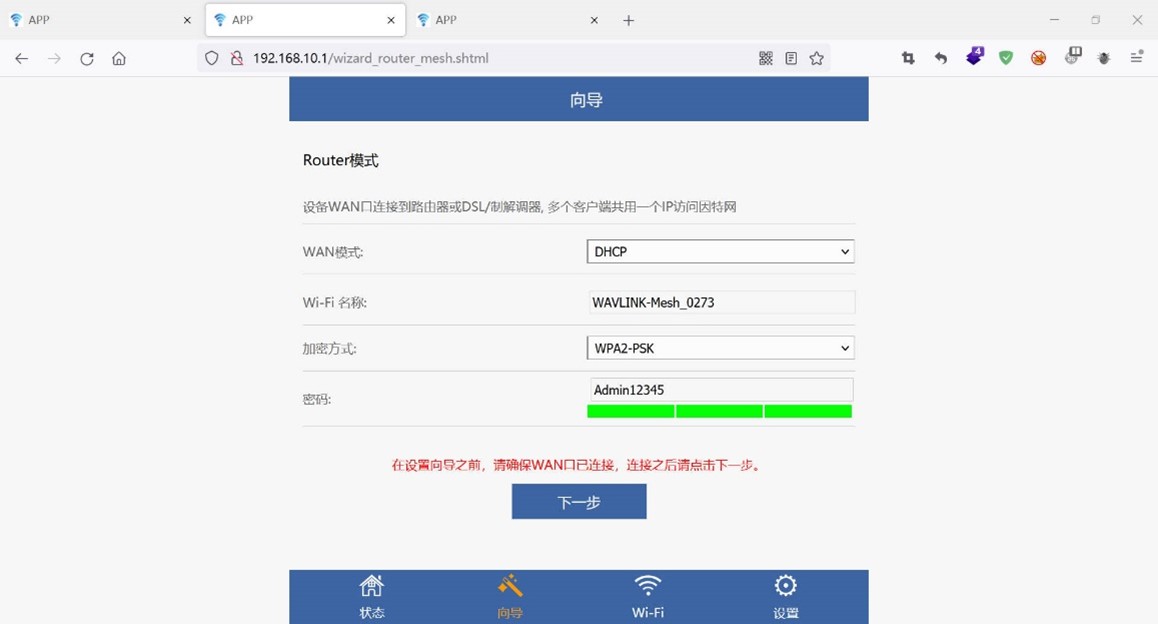 APP
APP
APP
192.168.10.1/wizard_router_mesh.shtml
4
向导
Router模式
设备WAN口连接到路由器或DSL/制解调器, 多个客户端共用一个IP访问因特网
WAN模式:
DHCP
Wi-Fi 名称:
WAVLINK-Mesh_0273
加密方式:
WPA2-PSK
密码:
Admin12345
在设置向导之前，请确保WAN口已连接，连接之后请点击下一步。
下一步
状态
向导
Wi-Fi
设置